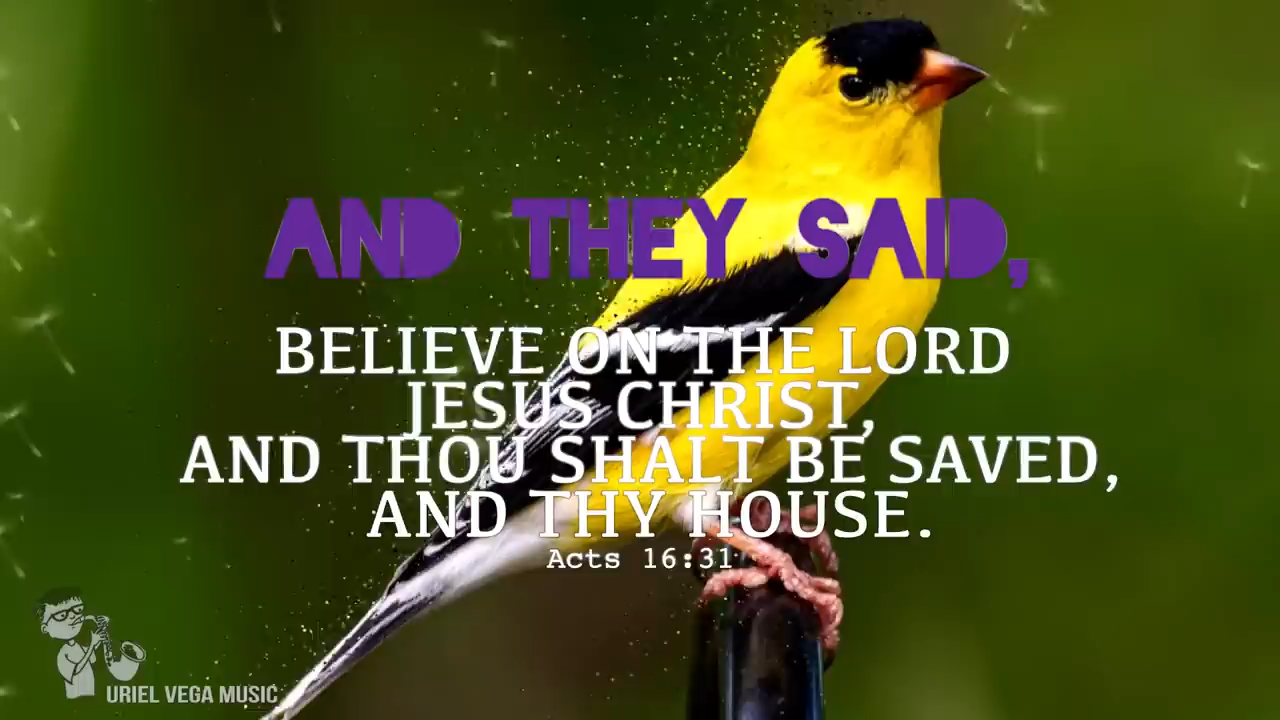 AND THEY SAID,
BELIEVE ON THE LORD
JESUS CHRIST,
AND THOU SHALT BE SAVED,
AND THY HOUSE.
Acts 16:31
URIEL VEGA MUSIC